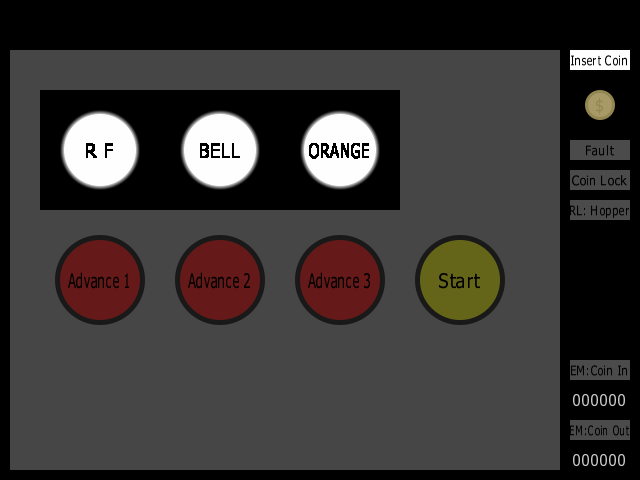 Insert Coin
$
R F
BELL
ORANGE
Fault
Coin Lock
RL: Hopper
Advance 1
Advance 2
Advance 3
Start
EM:Coin In
000000
EM:Coin Out
000000